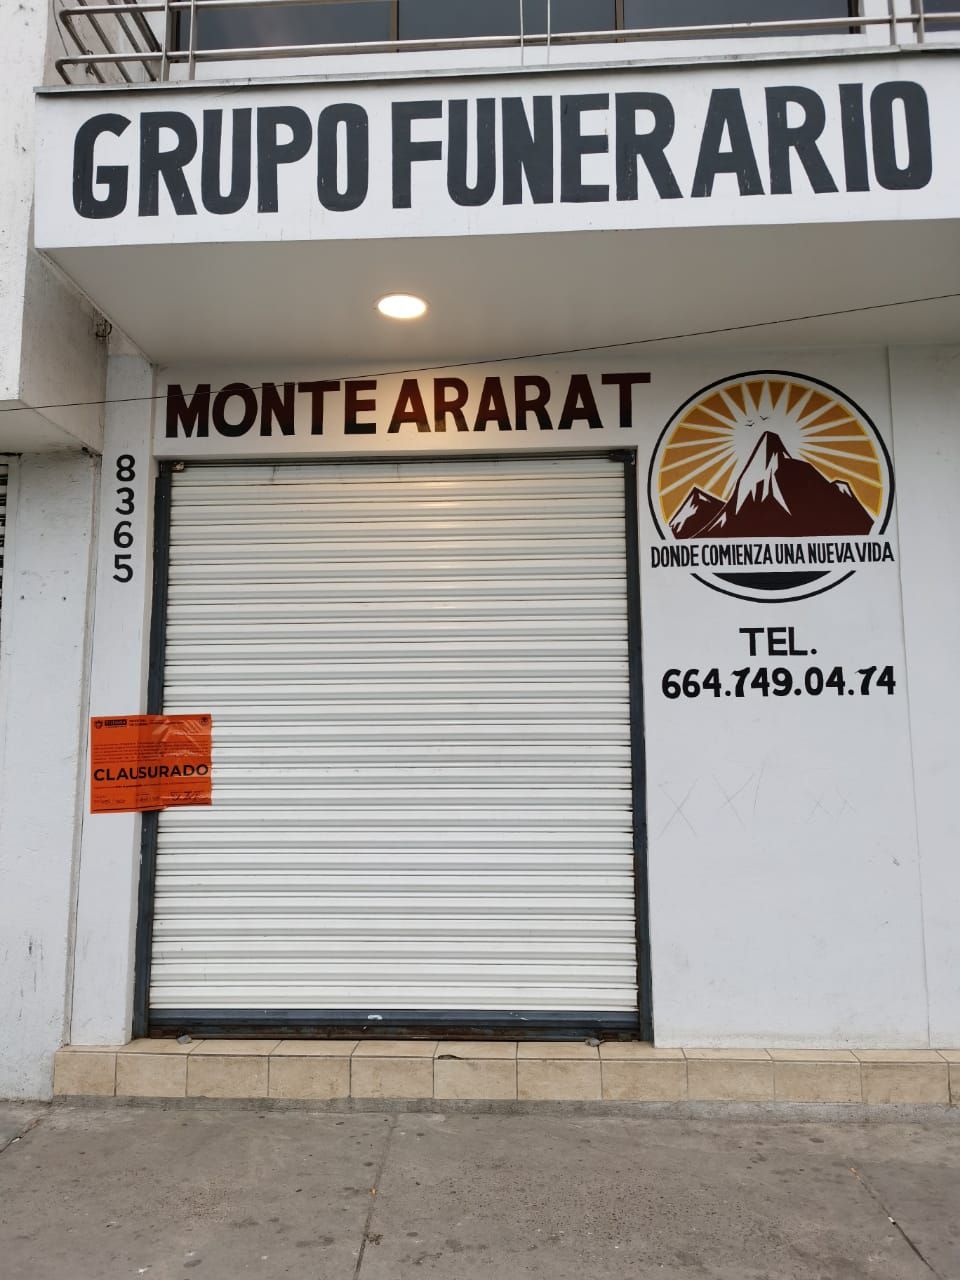 GRUPO FUNERARIO
MONTE ARARAT
8365
DONDE COMIENZA UNA NUEVA VIDA
TEL.
664.749.04.74
CLAUSURADO